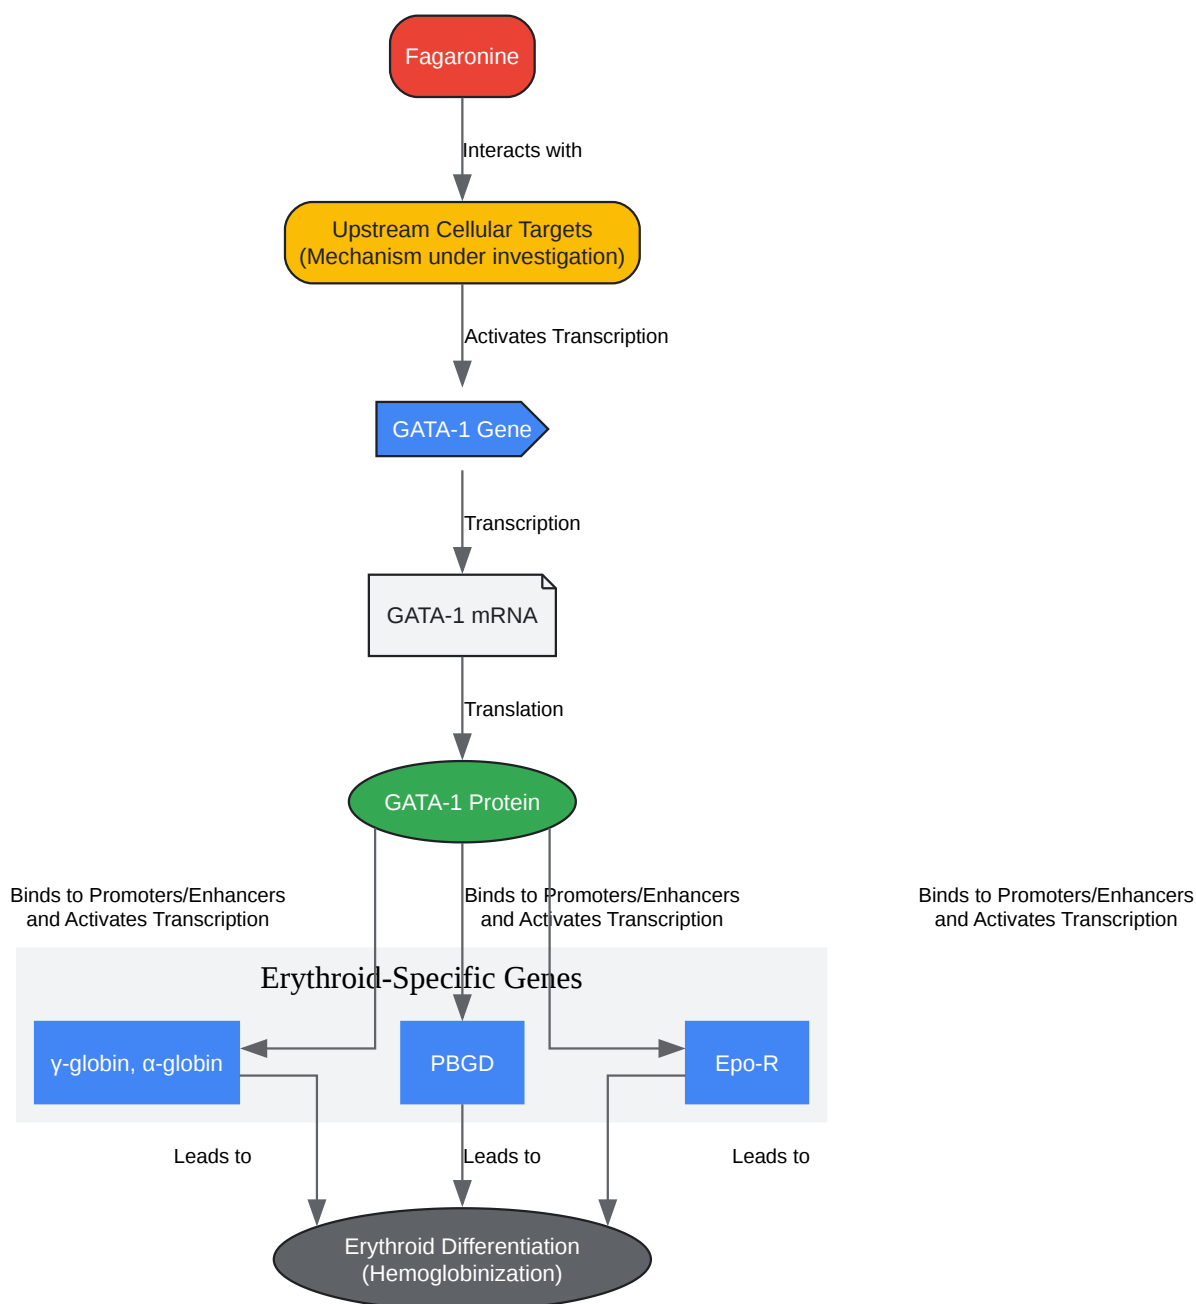 Fagaronine
Interacts with
Upstream Cellular Targets
(Mechanism under investigation)
Activates Transcription
GATA-1 Gene
Transcription
GATA-1 mRNA
Translation
GATA-1 Protein
Binds to Promoters/Enhancers
and Activates Transcription
Binds to Promoters/Enhancers
and Activates Transcription
Binds to Promoters/Enhancers
and Activates Transcription
Erythroid-Specific Genes
γ-globin, α-globin
PBGD
Epo-R
Leads to
Leads to
Leads to
Erythroid Differentiation
(Hemoglobinization)